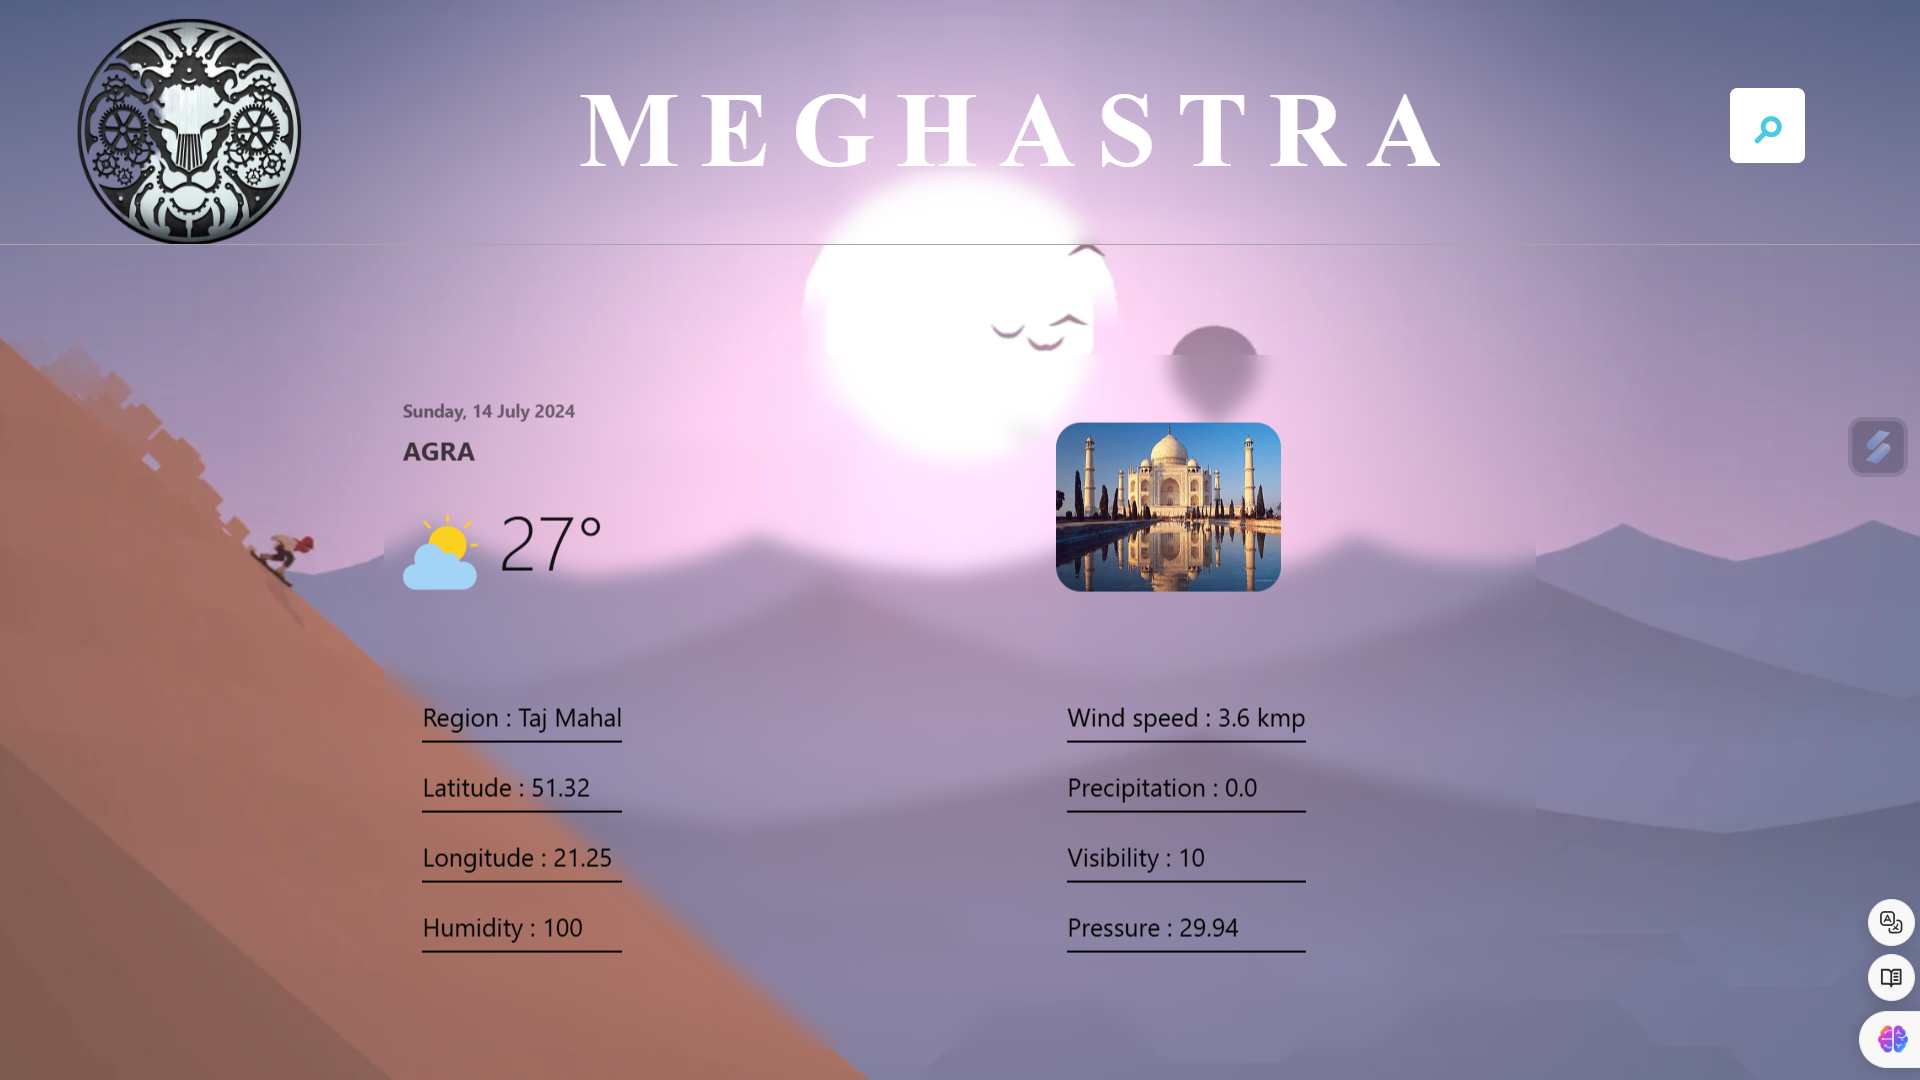 MEGHASTRA
Sunday, 14 July 2024
AGRA
27°
Region : Taj Mahal
Latitude : 51.32
Longitude : 21.25
Humidity : 100
Wind speed : 3.6 kmp
Precipitation : 0.0
Visibility : 10
Pressure : 29.94